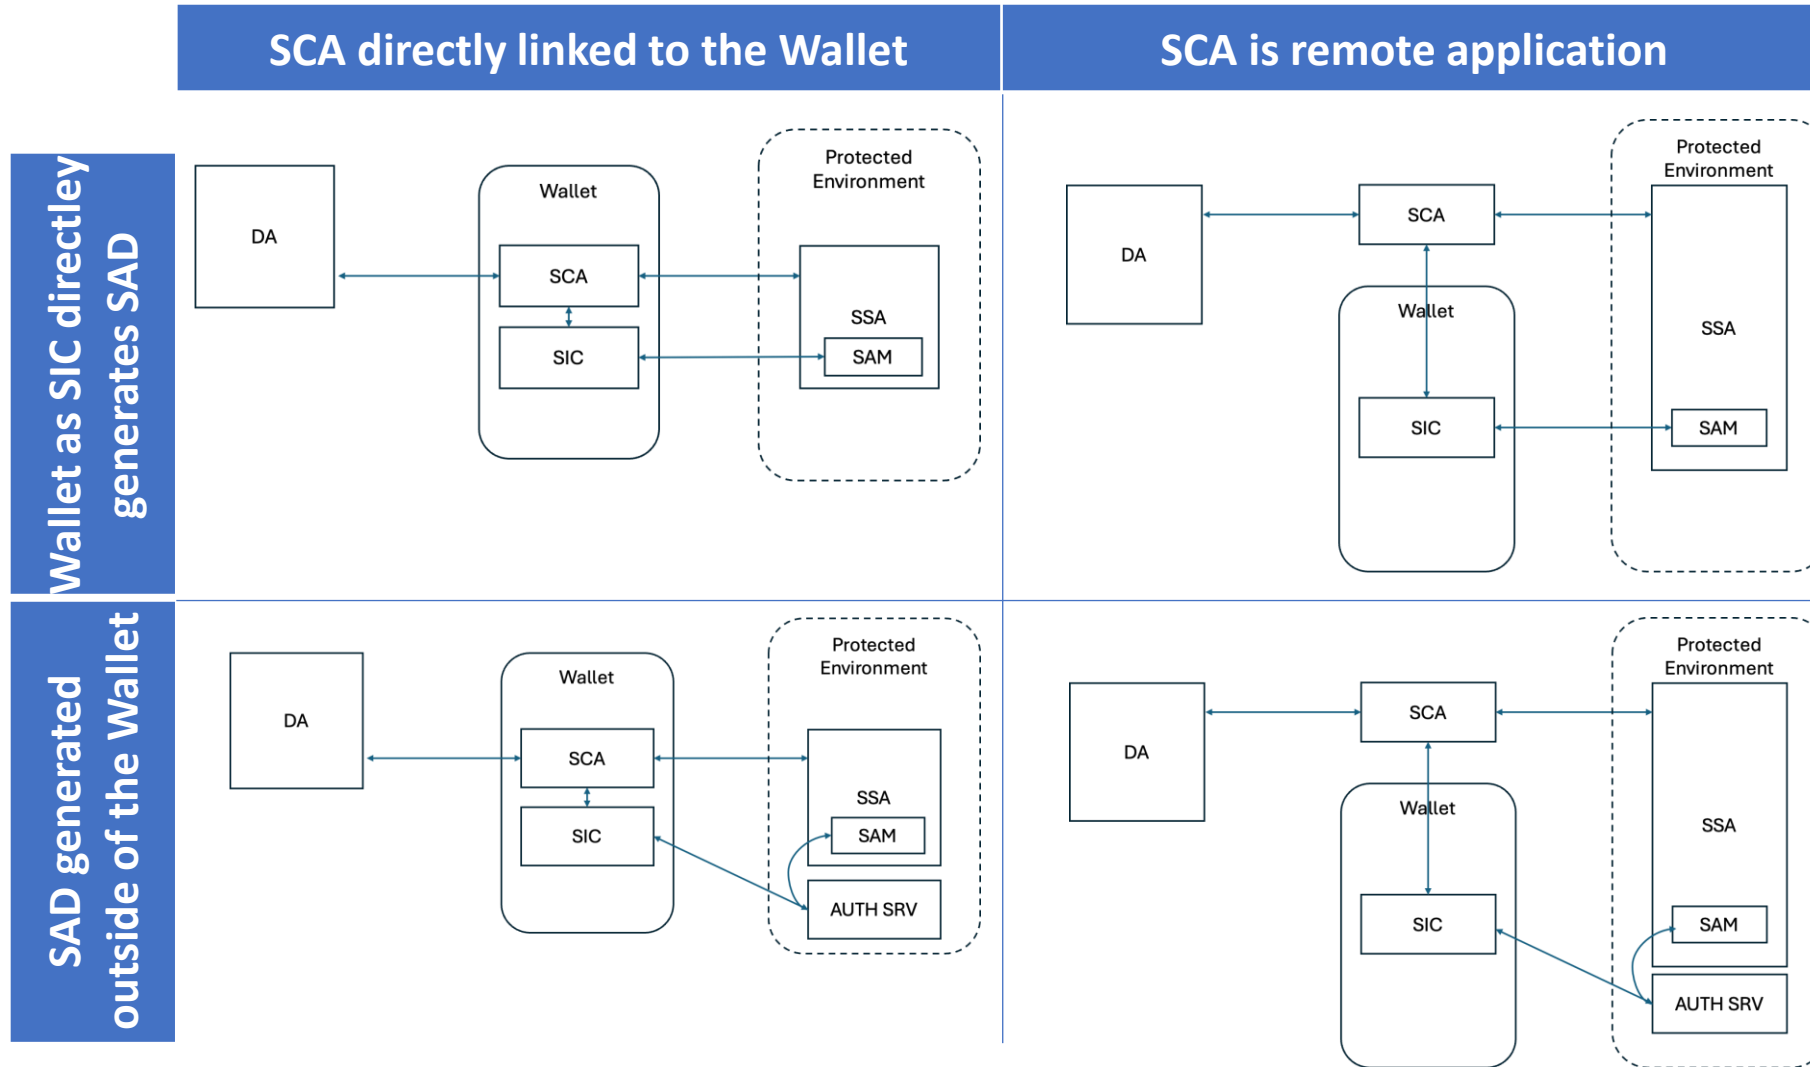 SCA directly linked to the Wallet
SCA is remote application
Wallet as SIC directley
generates SAD
DA
Wallet
SCA
SIC
Protected
Environment
SSA
SAM
DA
SCA
Wallet
SIC
Protected
Environment
SSA
SAM
SAD generated
outside of the Wallet
DA
Wallet
SCA
SIC
Protected
Environment
SSA
SAM
AUTH SRV
DA
SCA
Wallet
SIC
Protected
Environment
SSA
SAM
AUTH SRV